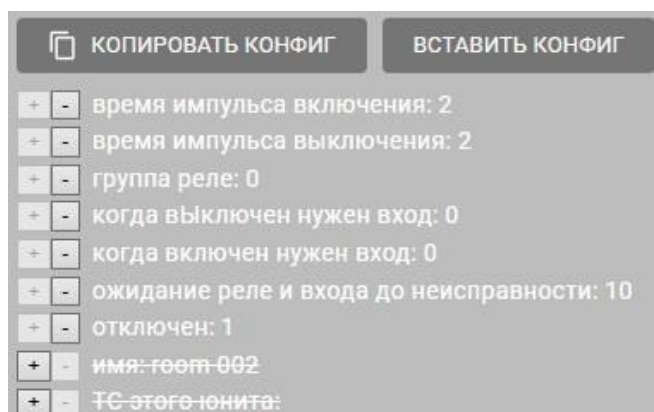 КОПИРОВАТЬ КОНФИГ ВСТАВИТЬ КОНФИГ
+ - время импульса включения: 2
+ - время импульса выключения: 2
+ - группа реле: 0
+ - когда вЫключен нужен вход: 0
+ - когда включен нужен вход: 0
+ - ожидание реле и входа до неисправности: 10
+ - отключен: 1
+ - имя: room 002
+ - ТС этого юнита: